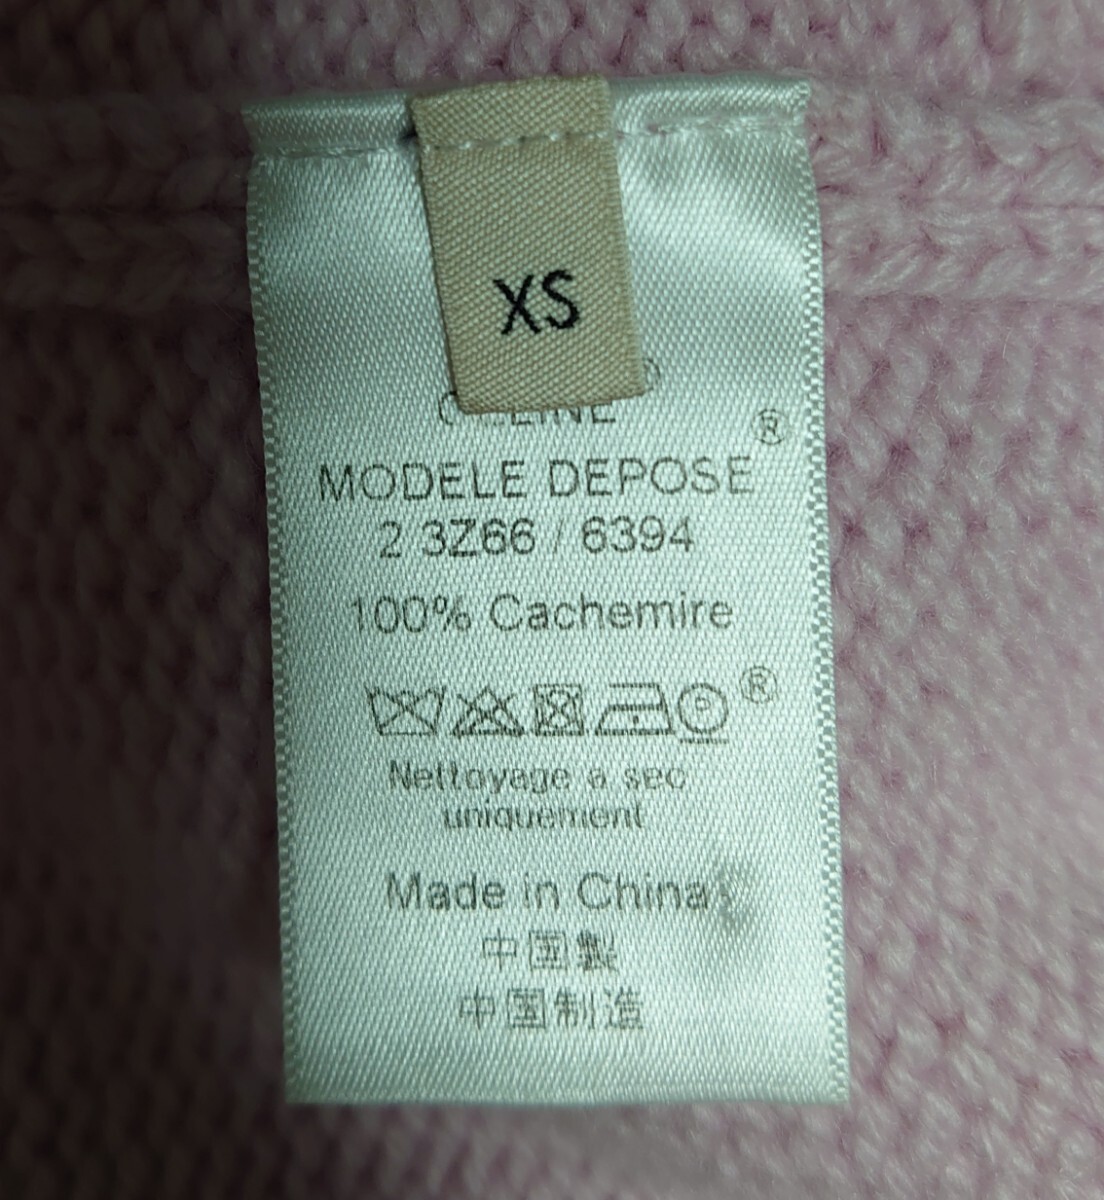 XS
®
MODELE DEPOSE
2 3Z66 / 6394
100% Cachemire
P ®
Nettoyage a sec
uniquement
Made in China
中国製
中国制造